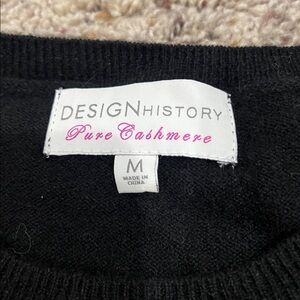 DESIGNHISTORY
Pure Cashmere
M
MADE IN
CHINA